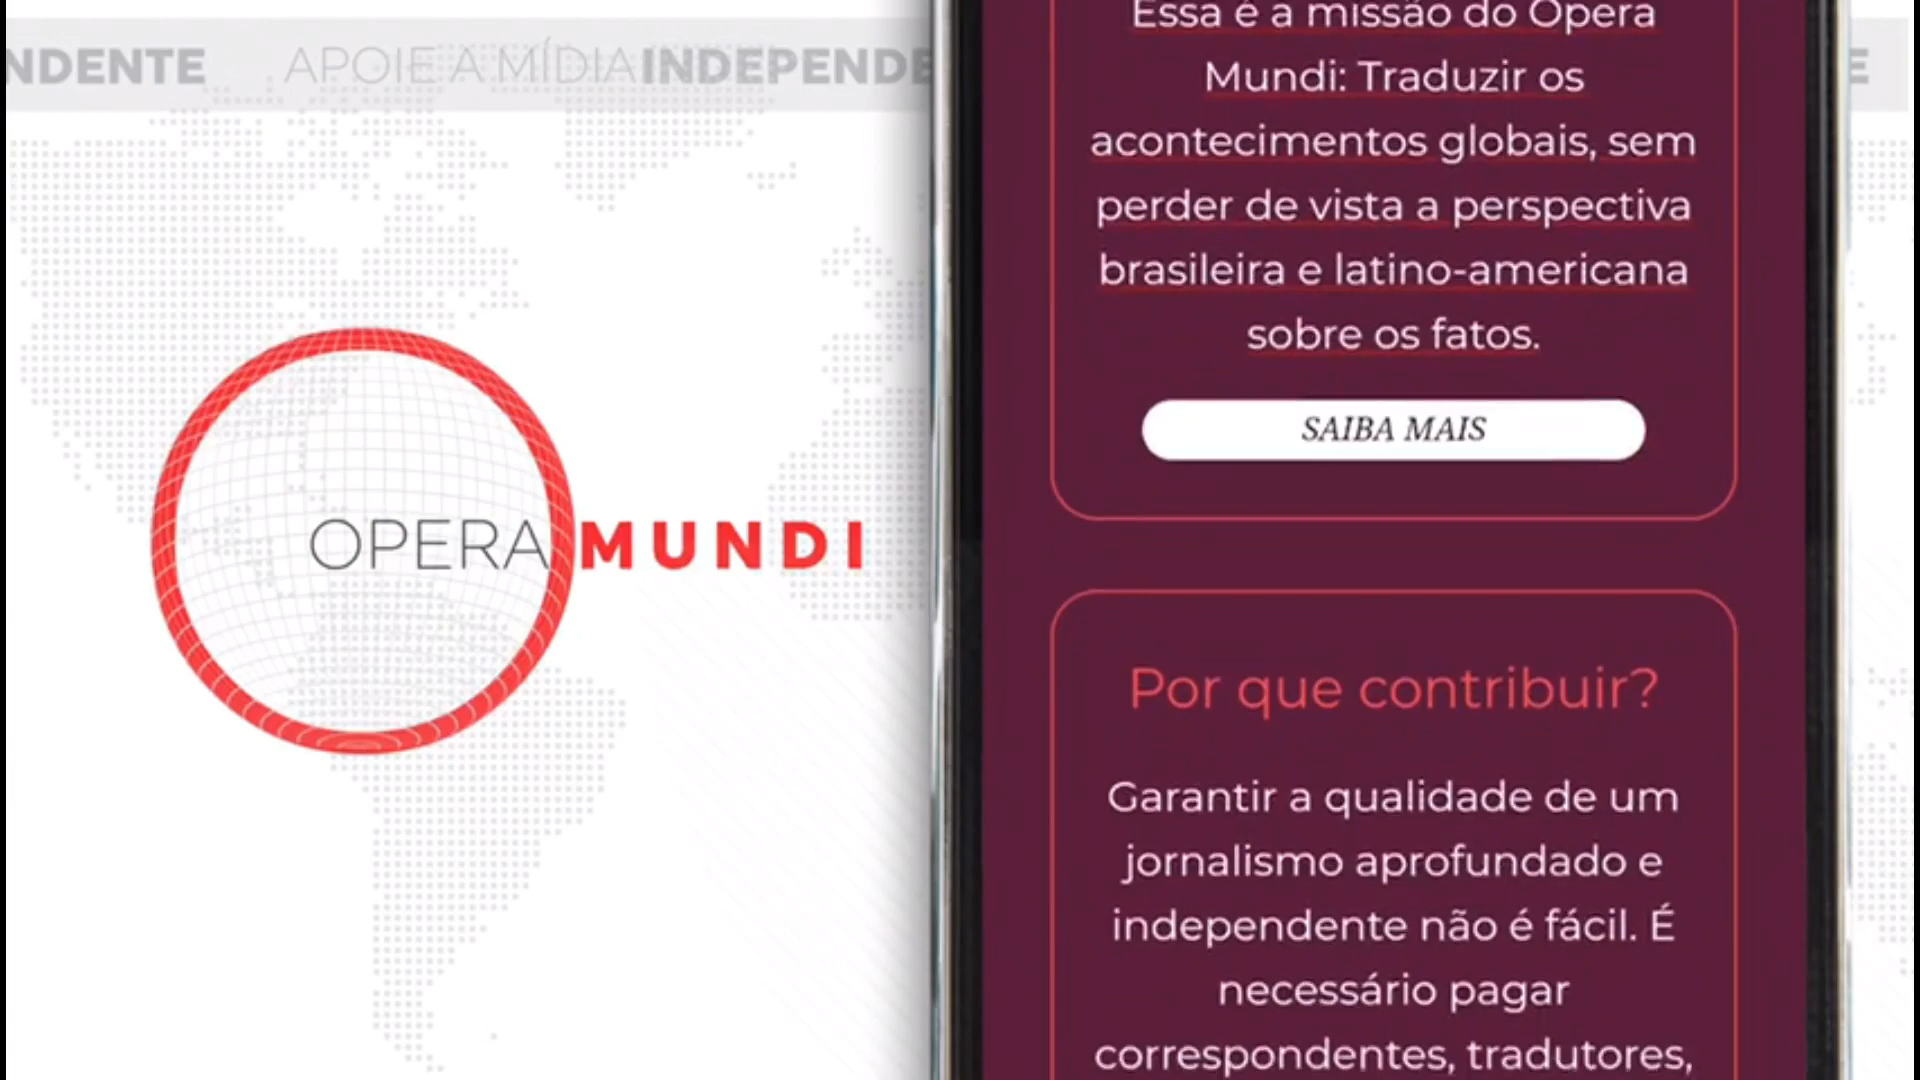 NDENTE APOIE A MÍDIA INDEPENDE E
OPERA MUNDI
Essa é a missão do Opera
Mundi: Traduzir os
acontecimentos globais, sem
perder de vista a perspectiva
brasileira e latino-americana
sobre os fatos.
SAIBA MAIS
Por que contribuir?
Garantir a qualidade de um
jornalismo aprofundado e
independente não é fácil. É
necessário pagar
correspondentes, tradutores,